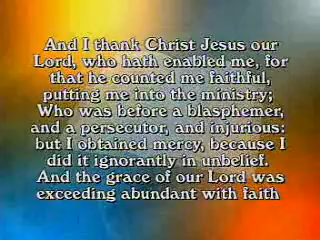 And I thank Christ Jesus our
Lord, who hath enabled me, for
that he counted me faithful,
putting me into the ministry;
Who was before a blasphemer,
and a persecutor, and injurious:
but I obtained mercy, because I
did it ignorantly in unbelief.
And the grace of our Lord was
exceeding abundant with faith